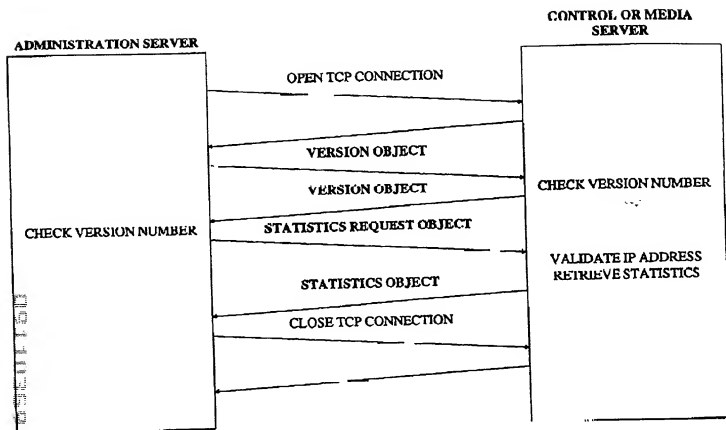 CONTROL OR MEDIA
SERVER
ADMINISTRATION SERVER
OPEN TCP CONNECTION
VERSION OBJECT
VERSION OBJECT
CHECK VERSION NUMBER
CHECK VERSION NUMBER
STATISTICS REQUEST OBJECT
VALIDATE IP ADDRESS
RETRIEVE STATISTICS
STATISTICS OBJECT
CLOSE TCP CONNECTION